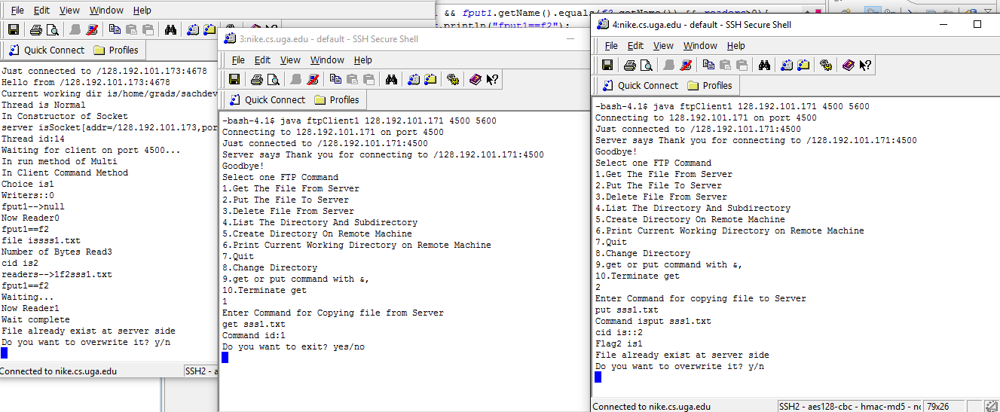 File Edit View Window Help
Quick Connect Profiles
Just connected to /128.192.101.173:4678
Hello from /128.192.101.173:4678
Current working dir is/home/grads/sachdev
Thread is Normal
In Constructor of Socket
server isSocket[addr=/128.192.101.173,por
Thread id:14
Waiting for client on port 4500...
In run method of Multi
In Client Command Method
Choice is1
Writers::0
fput1-->null
Now Reader0
fput1==f2
file issss1.txt
Number of Bytes Read3
cid is2
readers-->1f2sss1.txt
fput1==f2
Waiting...
Now Reader1
Wait complete
File already exist at server side
Do you want to overwrite it? y/n
Connected to nike.cs.uga.edu
SSH2 - a
&& fput1.getName().equals(f2.getName()) && readers>0){
.println("fput1==f2");
3:nike.cs.uga.edu - default - SSH Secure Shell
File Edit View Window Help
Quick Connect Profiles
-bash-4.1$ java ftpClient1 128.192.101.171 4500 5600
Connecting to 128.192.101.171 on port 4500
Just connected to /128.192.101.171:4500
Server says Thank you for connecting to /128.192.101.171:4500
Goodbye!
Select one FTP Command
1.Get The File From Server
2.Put The File To Server
3.Delete File From Server
4.List The Directory And Subdirectory
5.Create Directory On Remote Machine
6.Print Current Working Directory on Remote Machine
7.Quit
8.Change Directory
9.get or put command with &,
10.Terminate get
1
Enter Command for Copying file from Server
get sss1.txt
Command id:1
Do you want to exit? yes/no
4:nike.cs.uga.edu - default - SSH Secure Shell
File Edit View Window Help
Quick Connect Profiles
-bash-4.1$ java ftpClient1 128.192.101.171 4500 5600
Connecting to 128.192.101.171 on port 4500
Just connected to /128.192.101.171:4500
Server says Thank you for connecting to /128.192.101.171:4500
Goodbye!
Select one FTP Command
1.Get The File From Server
2.Put The File To Server
3.Delete File From Server
4.List The Directory And Subdirectory
5.Create Directory On Remote Machine
6.Print Current Working Directory on Remote Machine
7.Quit
8.Change Directory
9.get or put command with &,
10.Terminate get
2
Enter Command for copying file to Server
put sss1.txt
Command isput sss1.txt
cid is::2
Flag2 is1
File already exist at server side
Do you want to overwrite it? y/n
Connected to nike.cs.uga.edu
SSH2 - aes128-cbc - hmac-md5 - nc
79x26